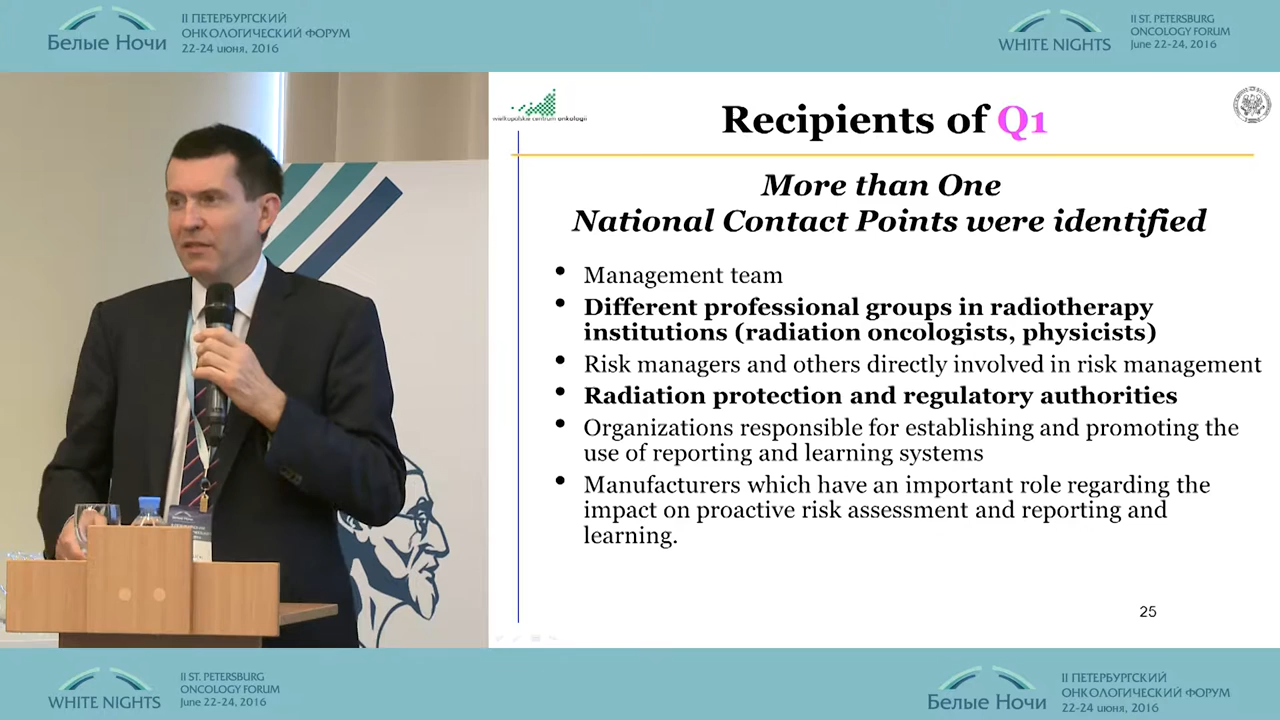 Белые Ночи
II ПЕТЕРБУРГСКИЙ
ОНКОЛОГИЧЕСКИЙ ФОРУМ
22-24 июня, 2016
WHITE NIGHTS
II ST. PETERSBURG
ONCOLOGY FORUM
June 22-24, 2016
wielkopolskie centrum onkologii
Recipients of Q1
More than One
National Contact Points were identified
• Management team
• Different professional groups in radiotherapy
institutions (radiation oncologists, physicists)
• Risk managers and others directly involved in risk management
• Radiation protection and regulatory authorities
• Organizations responsible for establishing and promoting the
use of reporting and learning systems
• Manufacturers which have an important role regarding the
impact on proactive risk assessment and reporting and
learning.
25
Белые Ночи
WHITE NIGHTS
II ST. PETERSBURG
ONCOLOGY FORUM
June 22-24, 2016
Белые Ночи
II ПЕТЕРБУРГСКИЙ
ОНКОЛОГИЧЕСКИЙ ФОРУМ
22-24 июня, 2016